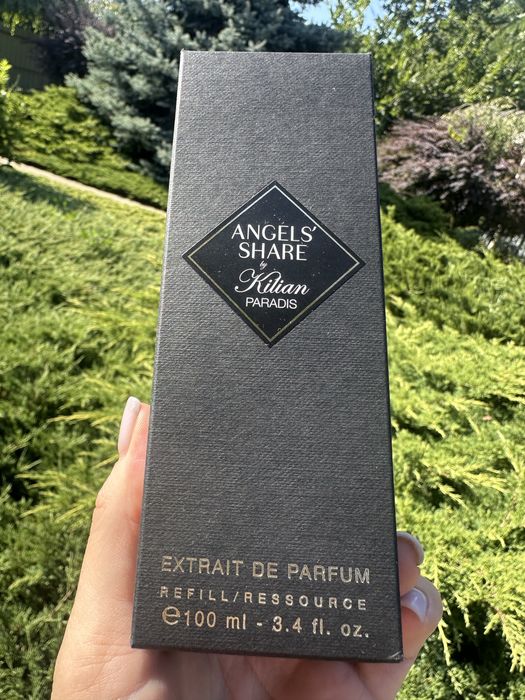 ANGELS'
SHARE
by
Kilian
PARADIS
EXTRAIT DE PARFUM
REFILL/RESSOURCE
℮100 ml - 3.4 fl. oz.